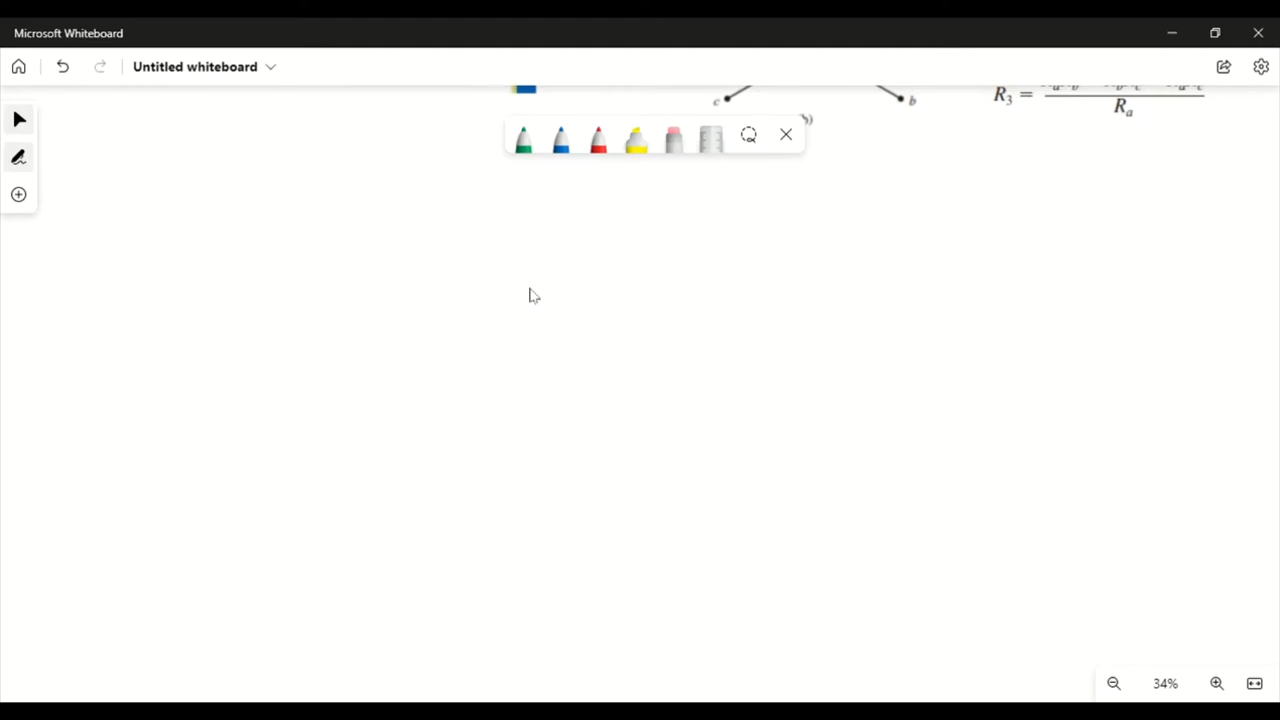 Microsoft Whiteboard
Untitled whiteboard
c
b
b)
R₃ =
Rₐ
34%